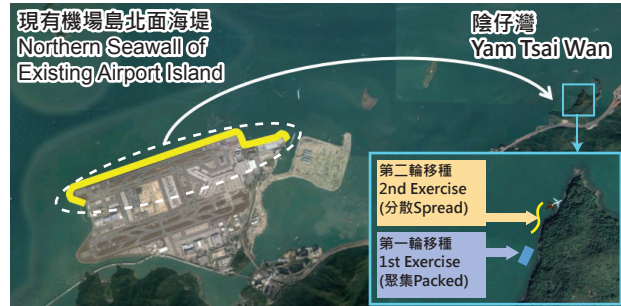 現有機場島北面海堤
Northern Seawall of
Existing Airport Island
陰仔灣
Yam Tsai Wan
第二輪移種
2nd Exercise
(分散Spread)
第一輪移種
1st Exercise
(聚集Packed)